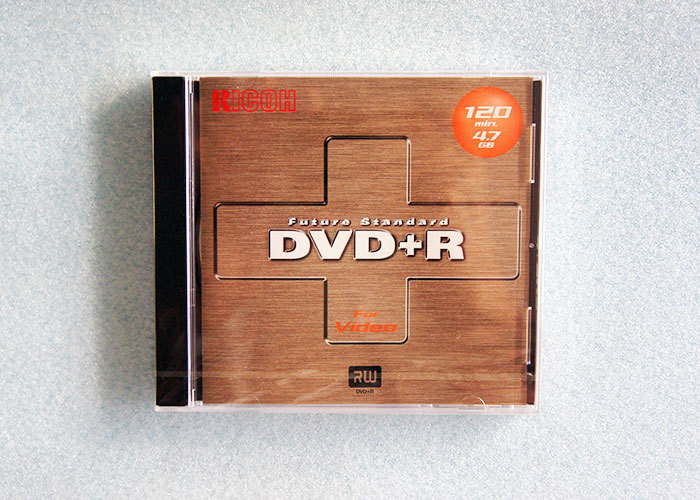 RICOH
120
min.
4.7
GB
Future Standard
DVD+R
For
Video
RW
DVD+R